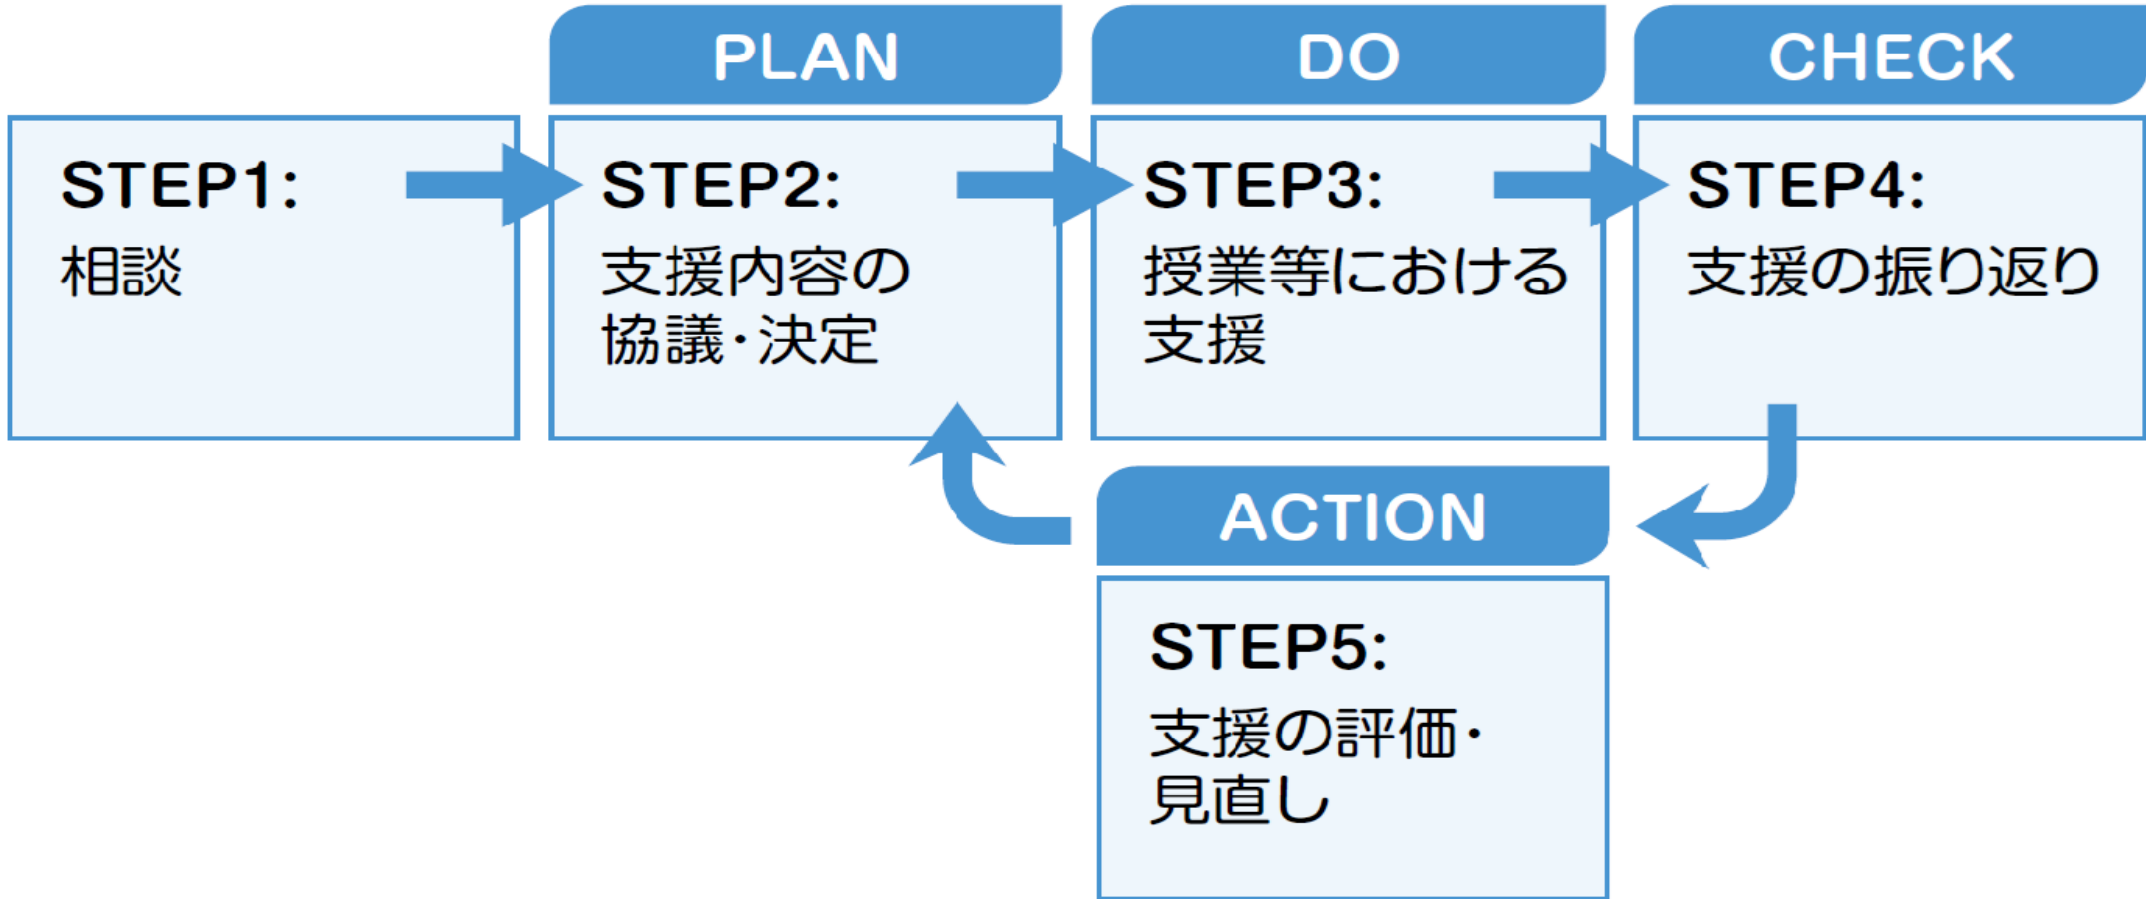 PLAN
DO
CHECK
STEP1:
相談
STEP2:
支援内容の
協議・決定
STEP3:
授業等における
支援
STEP4:
支援の振り返り
ACTION
STEP5:
支援の評価・
見直し